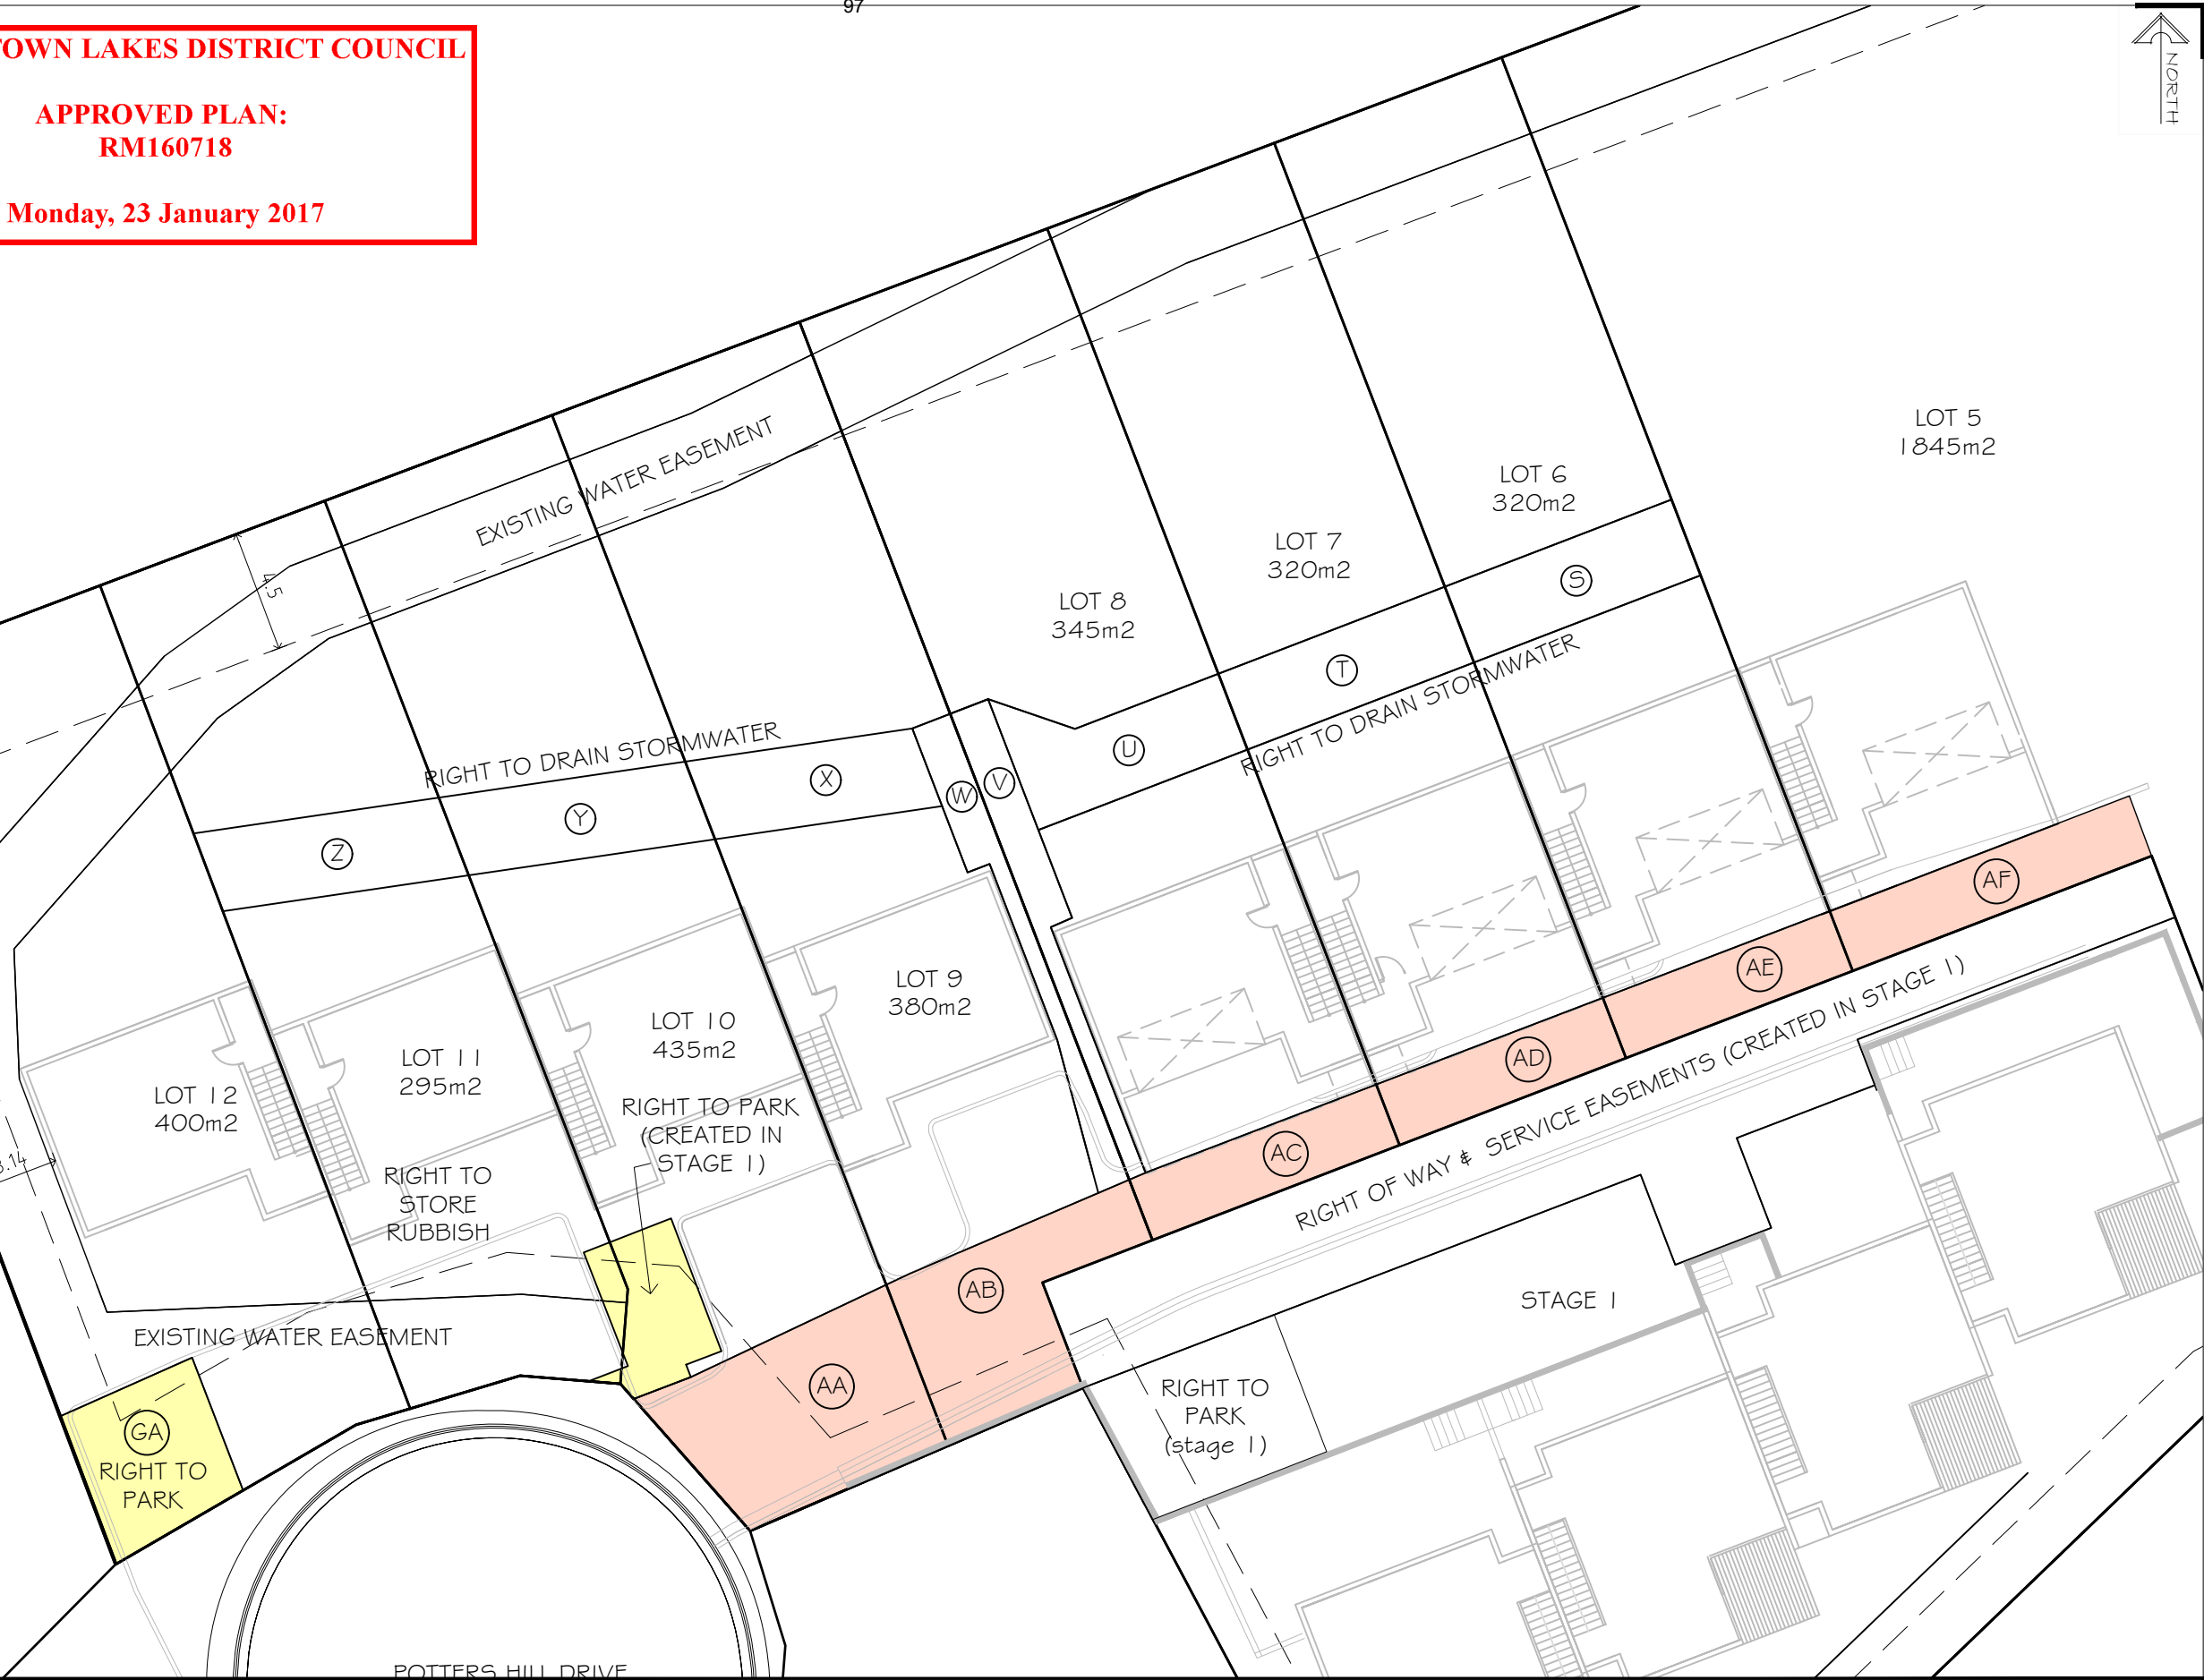 97
TOWN LAKES DISTRICT COUNCIL
APPROVED PLAN:
RM160718
Monday, 23 January 2017
NORTH
LOT 5
1845m2
LOT 6
320m2
LOT 7
320m2
LOT 8
345m2
EXISTING WATER EASEMENT
4.5
S
T
U
V
W
X
Y
Z
RIGHT TO DRAIN STORMWATER
RIGHT TO DRAIN STORMWATER
LOT 9
380m2
LOT 10
435m2
LOT 11
295m2
LOT 12
400m2
3.14
RIGHT TO PARK
(CREATED IN
STAGE 1)
RIGHT TO
STORE
RUBBISH
AF
AE
AD
AC
AB
AA
RIGHT OF WAY & SERVICE EASEMENTS (CREATED IN STAGE 1)
STAGE 1
EXISTING WATER EASEMENT
RIGHT TO
PARK
(stage 1)
GA
RIGHT TO
PARK
POTTERS HILL DRIVE